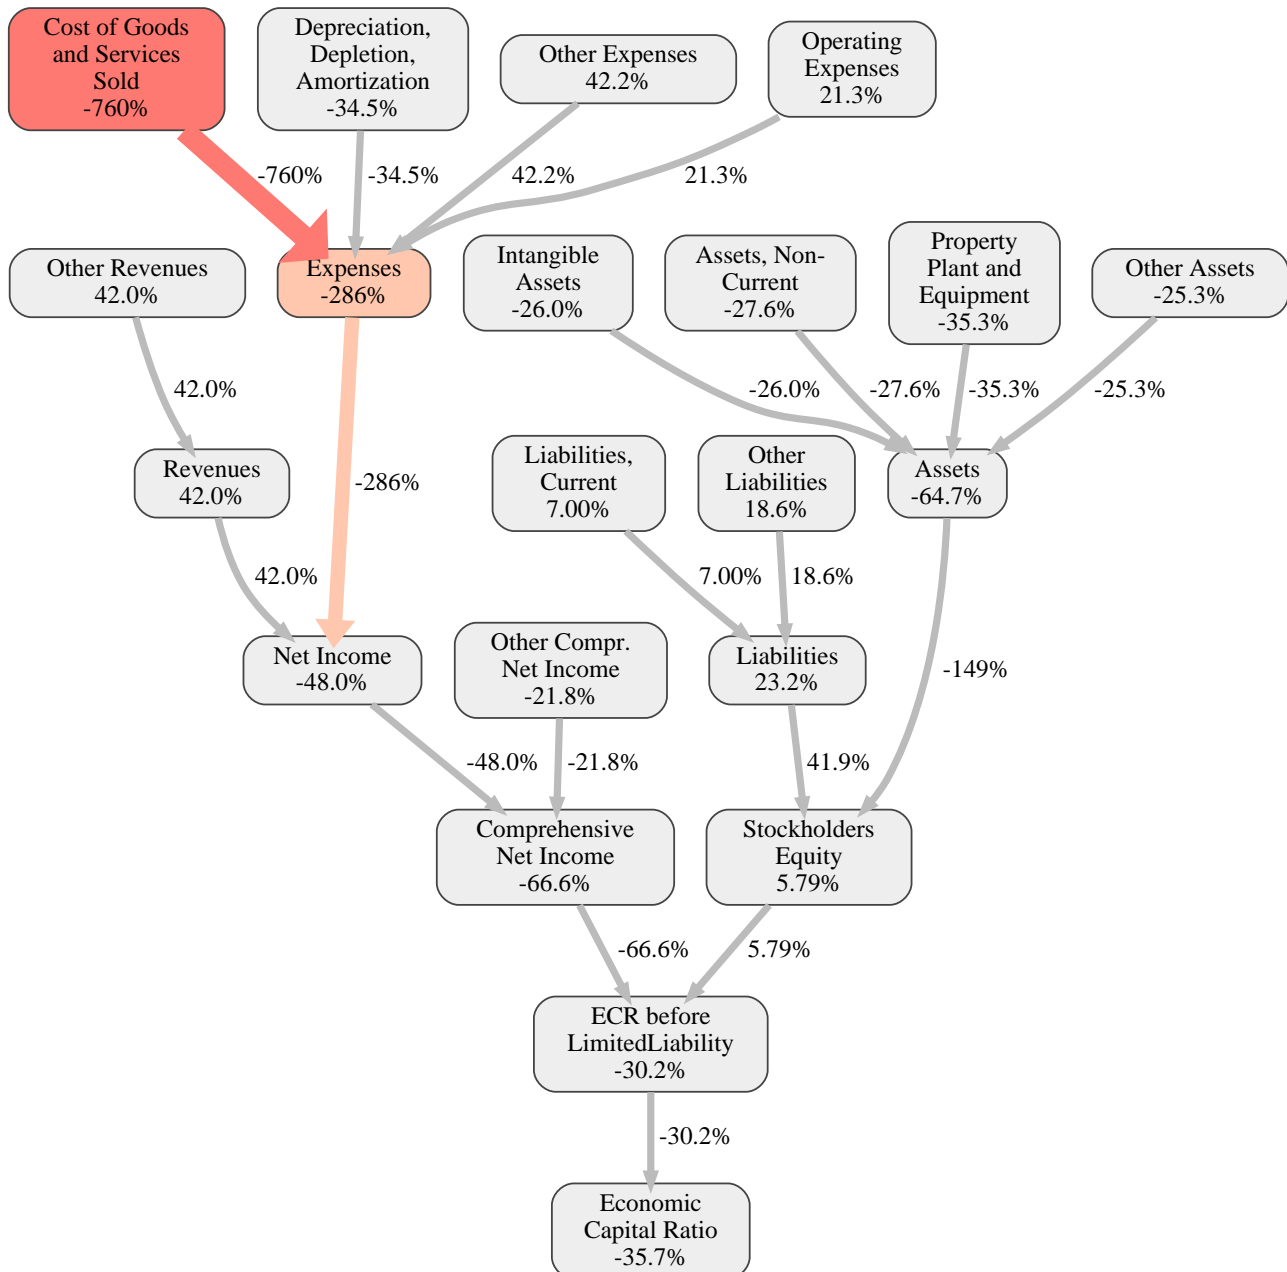 Cost of Goods
and Services
Sold
-760%
Depreciation,
Depletion,
Amortization
-34.5%
Other Expenses
42.2%
Operating
Expenses
21.3%
-760%
-34.5%
42.2%
21.3%
Other Revenues
42.0%
Expenses
-286%
Intangible
Assets
-26.0%
Assets, Non-
Current
-27.6%
Property
Plant and
Equipment
-35.3%
Other Assets
-25.3%
42.0%
-26.0%
-27.6%
-35.3%
-25.3%
Revenues
42.0%
-286%
Liabilities,
Current
7.00%
Other
Liabilities
18.6%
Assets
-64.7%
42.0%
7.00%
18.6%
Net Income
-48.0%
Other Compr.
Net Income
-21.8%
Liabilities
23.2%
-149%
-48.0%
-21.8%
41.9%
Comprehensive
Net Income
-66.6%
Stockholders
Equity
5.79%
-66.6%
5.79%
ECR before
LimitedLiability
-30.2%
-30.2%
Economic
Capital Ratio
-35.7%